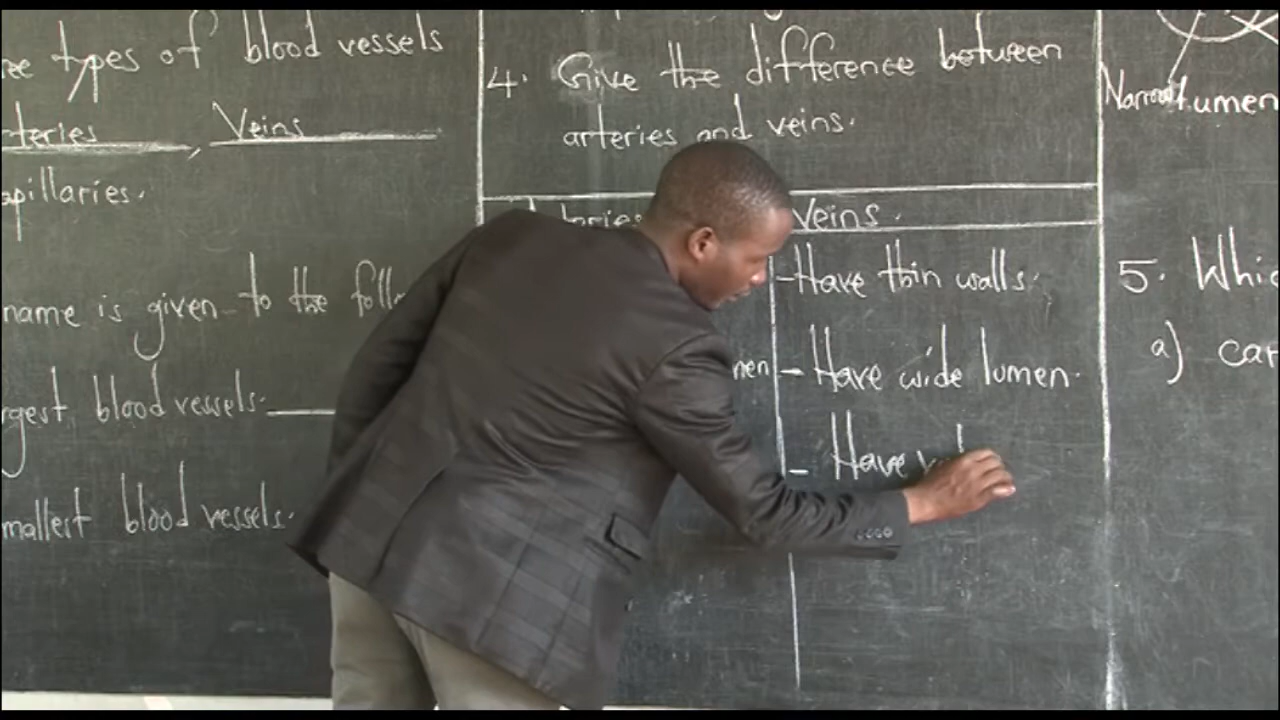 ee types of blood vessels
teries, Veins
apillaries.
name is given to the foll
rgest blood vessels.
mallest blood vessels.
4. Give the difference between
arteries and veins.
teries Veins.
- Have thin walls.
men - Have wide lumen.
- Have
Narrow Lumen
5. Whic
a) car